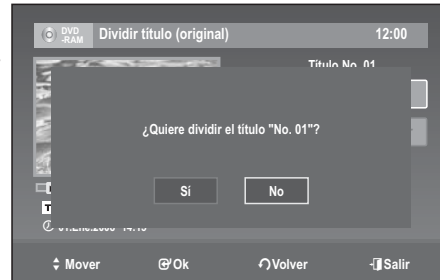 DVD -RAM Dividir título (original) 12:00
Título No. 01
¿Quiere dividir el título "No. 01"?
Sí No
Mover Ok Volver Salir